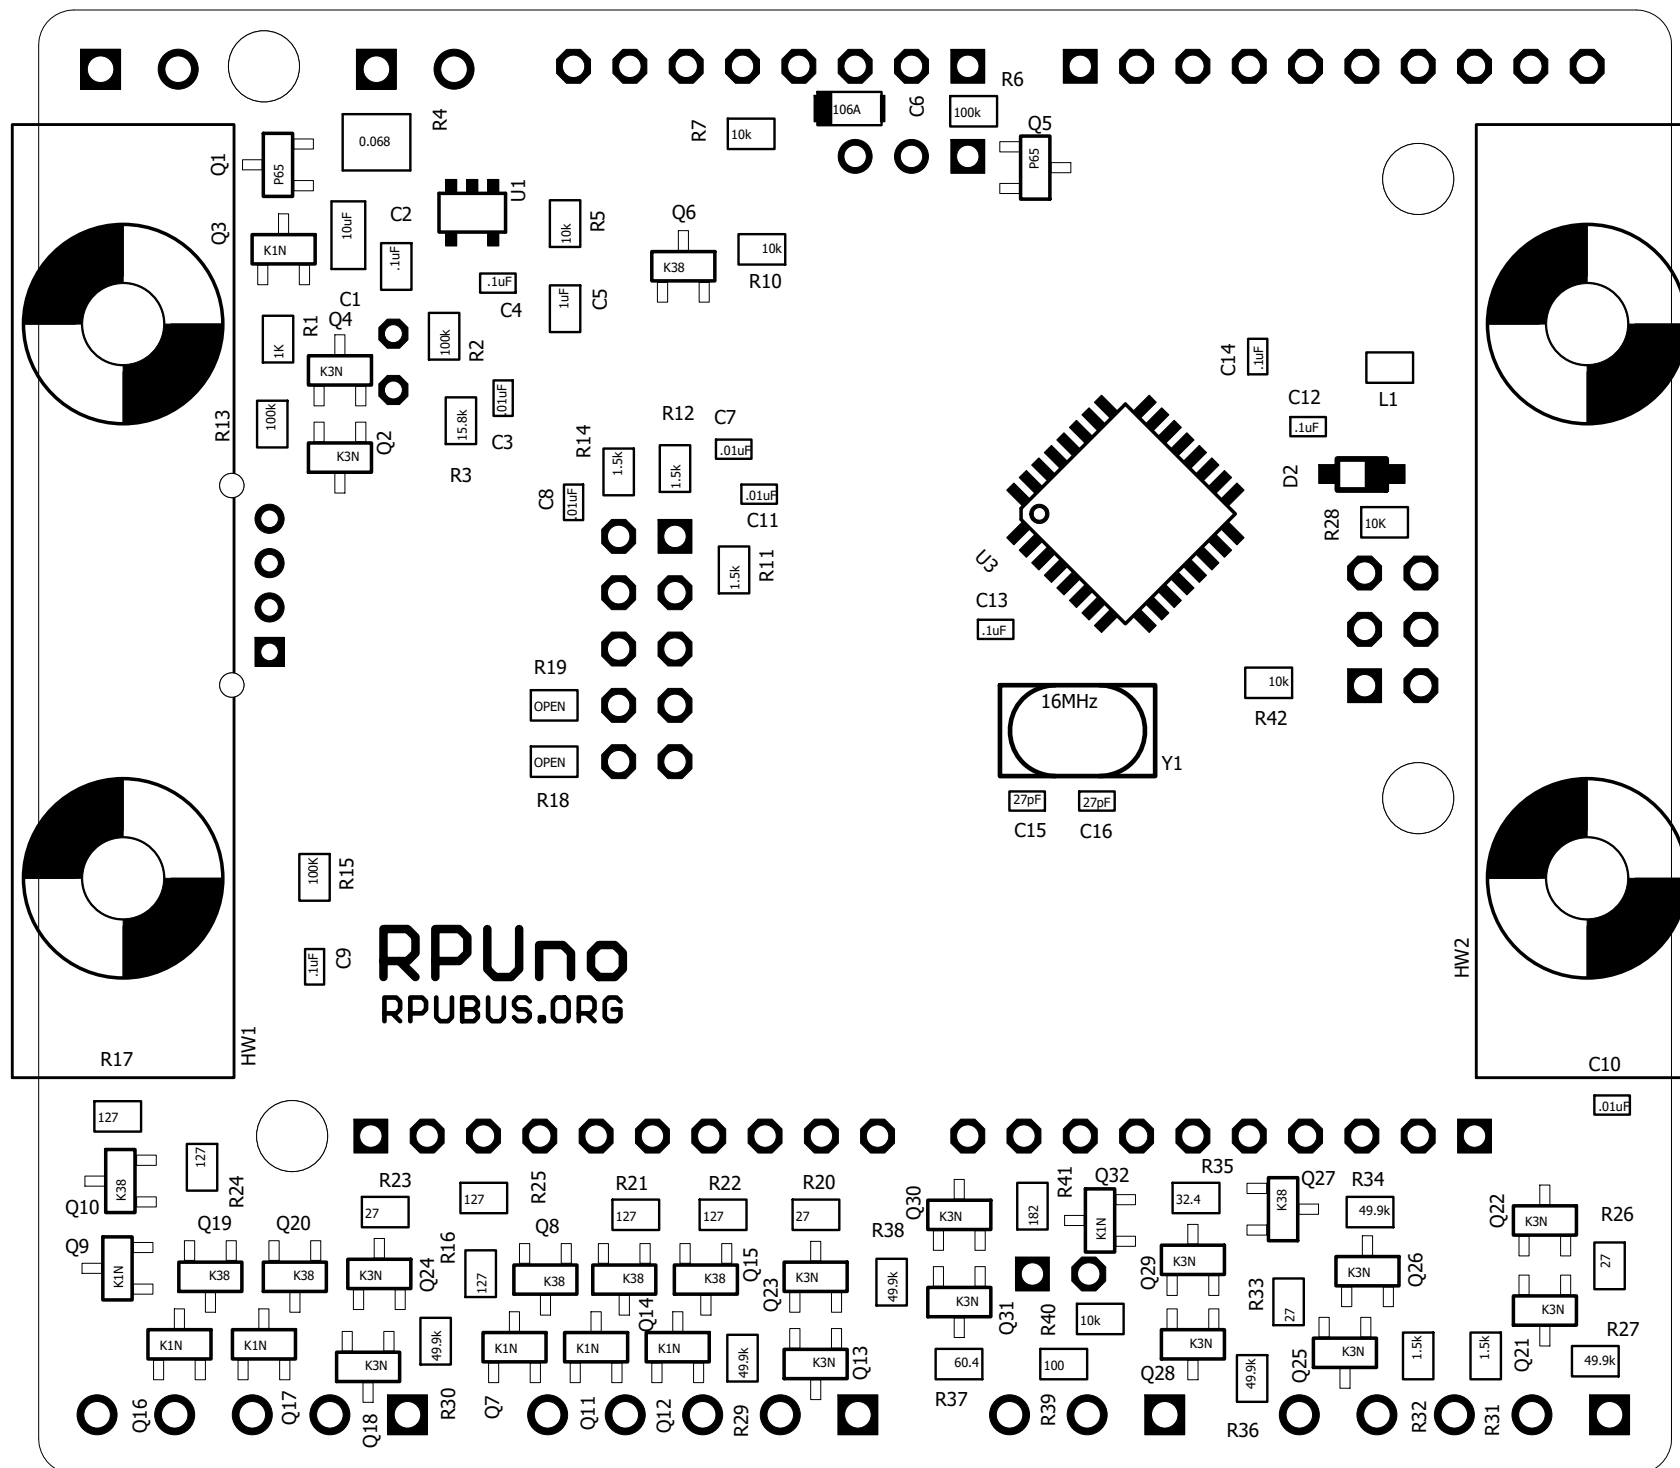 R6
106A
C6
100k
R4
R7
10k
Q5
0.068
P65
Q1
P65
U1
C2
10uF
Q3
K1N
.1uF
10k
R5
Q6
K38
10k
R10
.1uF
C4
1uF
C5
C1
Q4
R1
1K
100k
R2
K3N
C14
.1uF
L1
C12
.1uF
R13
100k
K3N
Q2
15.8k
R3
.01uF
C3
R12
C7
R14
1.5k
1.5k
.01uF
C8
.01uF
.01uF
C11
D2
R28
10K
1.5k
R11
U3
C13
.1uF
R19
OPEN
OPEN
R18
16MHz
Y1
10k
R42
27pF
27pF
C15
C16
100K
R15
.1uF
C9
RPUno
RPUBUS.ORG
HW2
HW1
R17
C10
127
.01uF
K38
Q10
127
R24
R23
27
127
R25
R21
127
R22
127
R20
27
Q30
K3N
182
R41
Q32
K1N
R35
32.4
K38
Q27
R34
49.9k
Q22
K3N
R26
27
Q9
K1N
Q19
K38
Q20
K38
K3N
Q24
R16
127
Q8
K38
K38
Q14
K38
Q15
Q23
K3N
R38
49.9k
K3N
Q31
R40
10k
Q29
K3N
R33
27
K3N
Q26
K3N
Q21
R27
49.9k
K1N
K1N
K3N
49.9k
K1N
K1N
K1N
49.9k
K3N
Q13
60.4
R37
100
K3N
Q28
49.9k
Q25
K3N
1.5k
1.5k
Q16
Q17
Q18
R30
Q7
Q11
Q12
R29
R39
R36
R32
R31